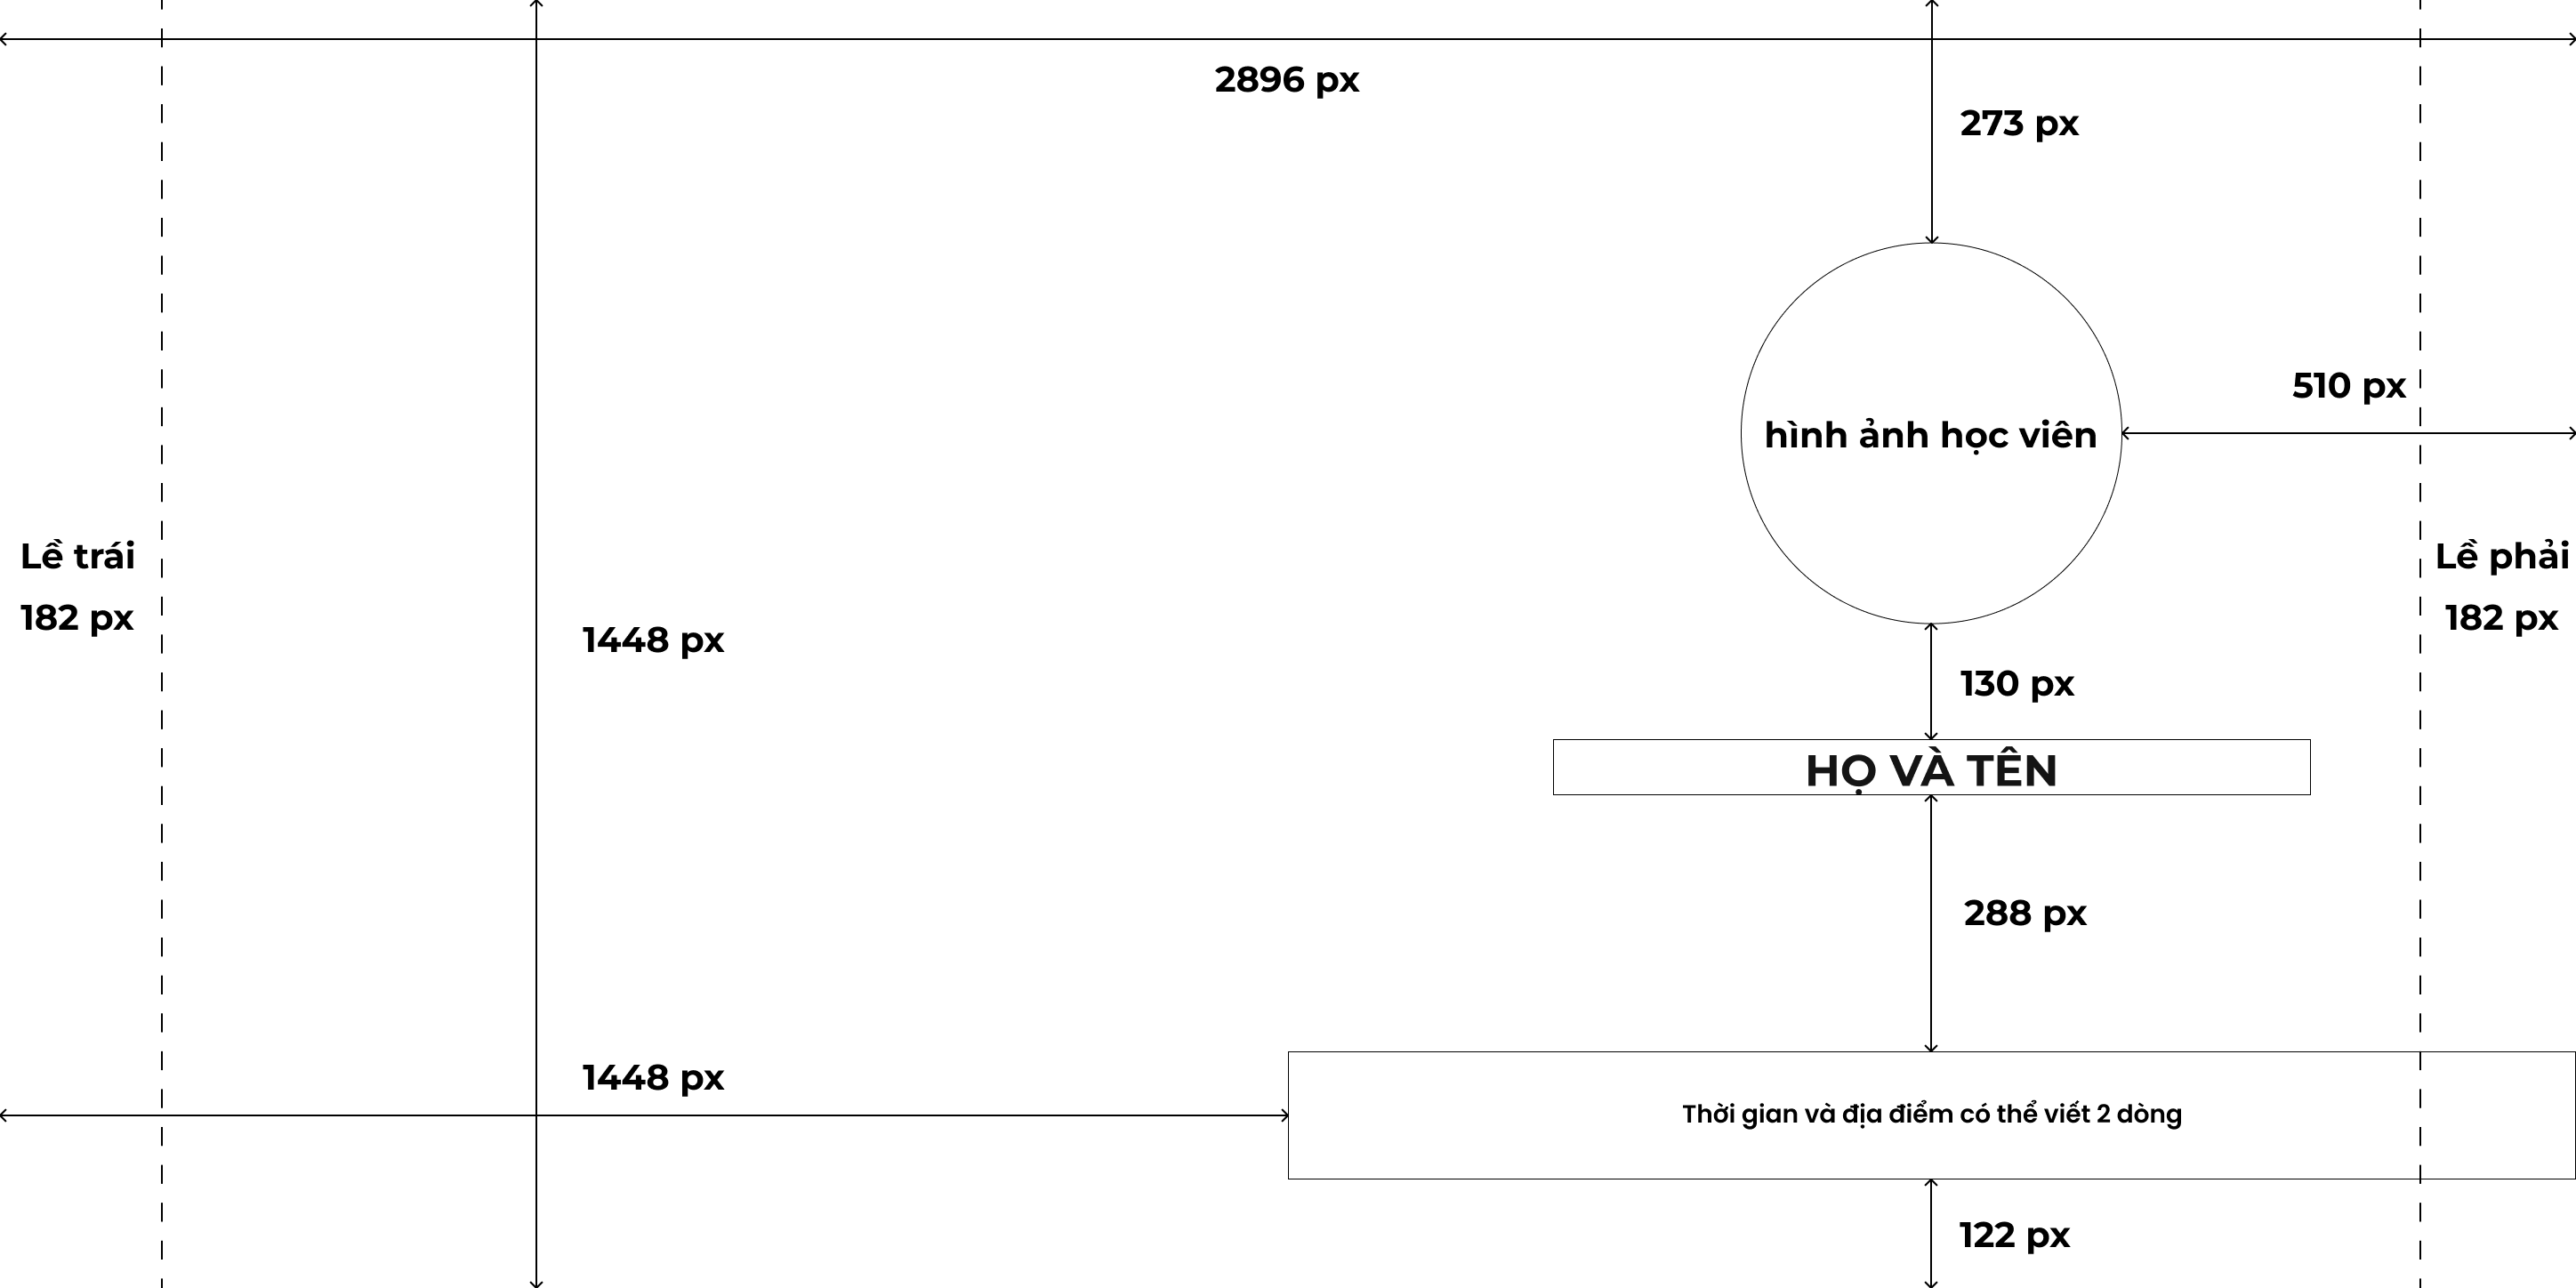 2896 px
273 px
hình ảnh học viên
510 px
Lề trái
182 px
Lề phải
182 px
1448 px
130 px
HỌ VÀ TÊN
288 px
1448 px
Thời gian và địa điểm có thể viết 2 dòng
122 px